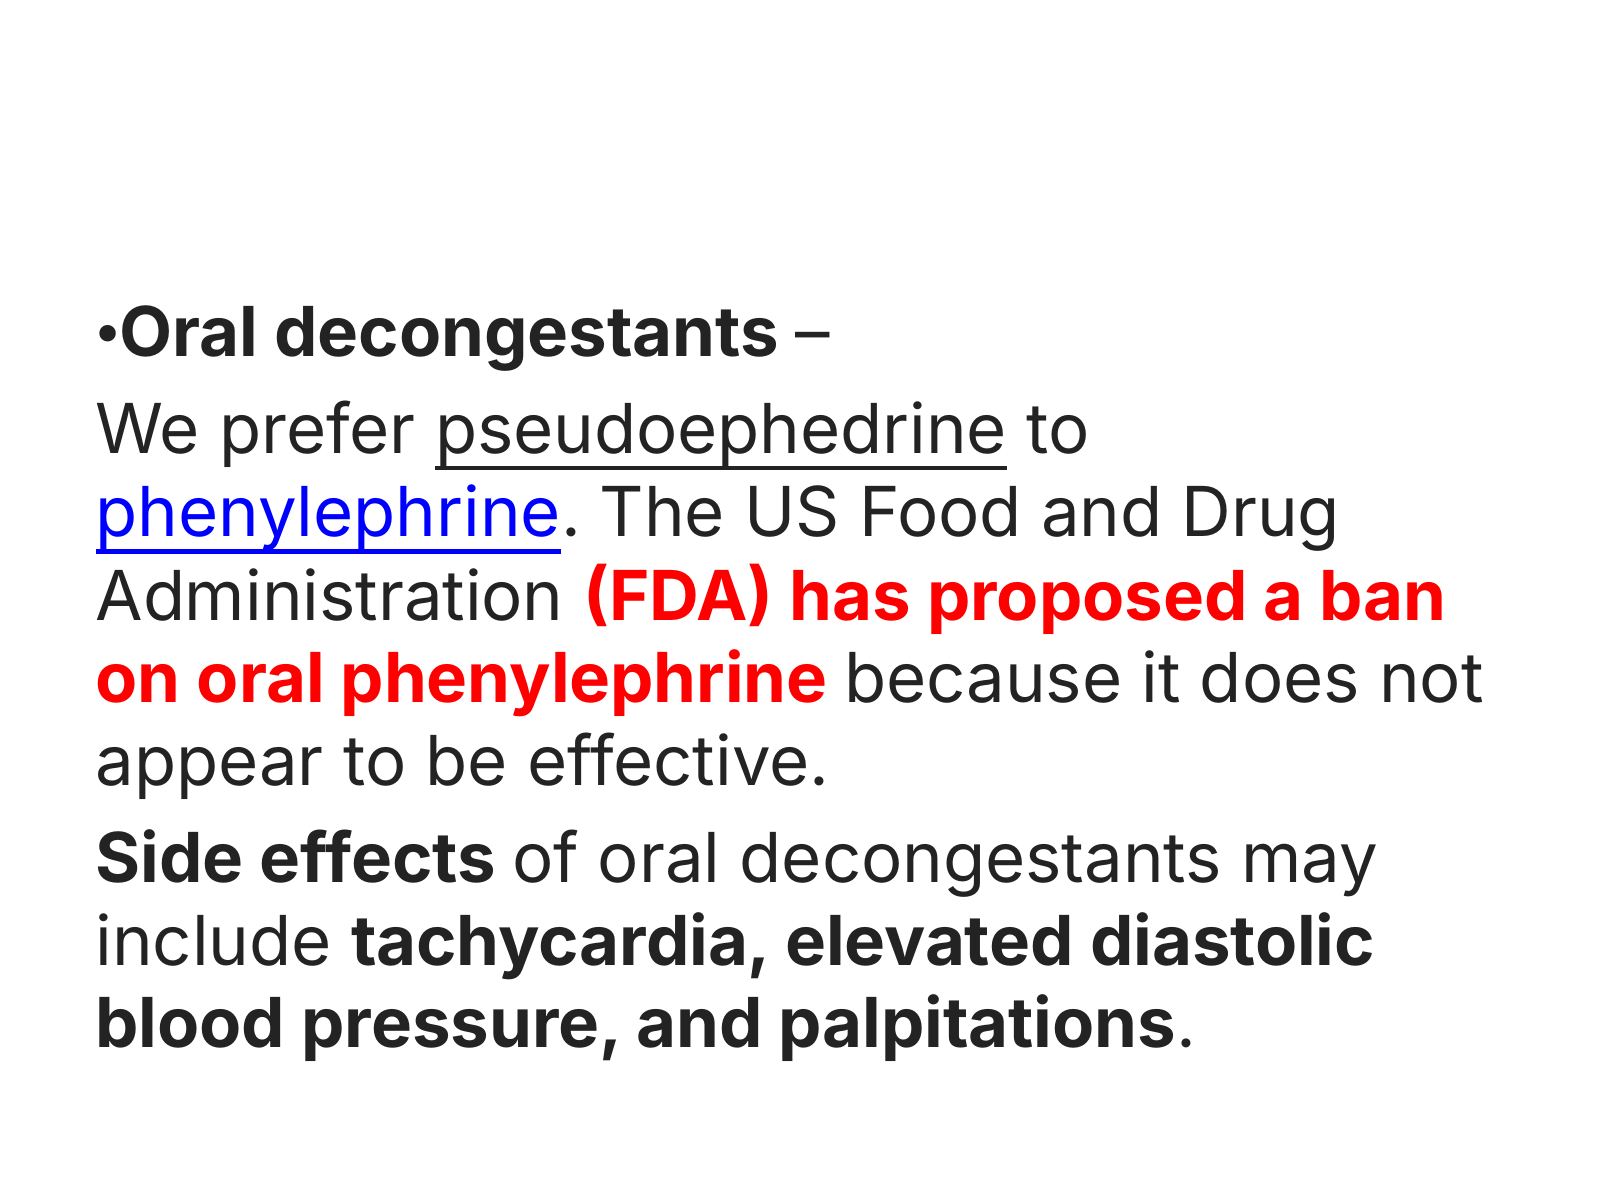 •Oral decongestants –
We prefer pseudoephedrine to
phenylephrine. The US Food and Drug
Administration (FDA) has proposed a ban
on oral phenylephrine because it does not
appear to be effective.
Side effects of oral decongestants may
include tachycardia, elevated diastolic
blood pressure, and palpitations.